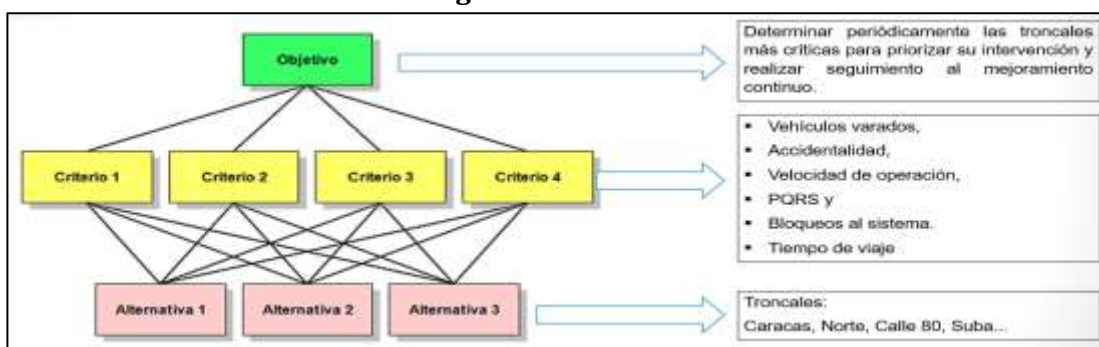 Objetivo
Determinar periódicamente las troncales
más críticas para priorizar su intervención y
realizar seguimiento al mejoramiento
continuo.
Criterio 1
Criterio 2
Criterio 3
Criterio 4
▪ Vehículos varados,
▪ Accidentalidad,
▪ Velocidad de operación,
▪ PQRS y
▪ Bloqueos al sistema.
▪ Tiempo de viaje
Alternativa 1
Alternativa 2
Alternativa 3
Troncales:
Caracas, Norte, Calle 80, Suba...